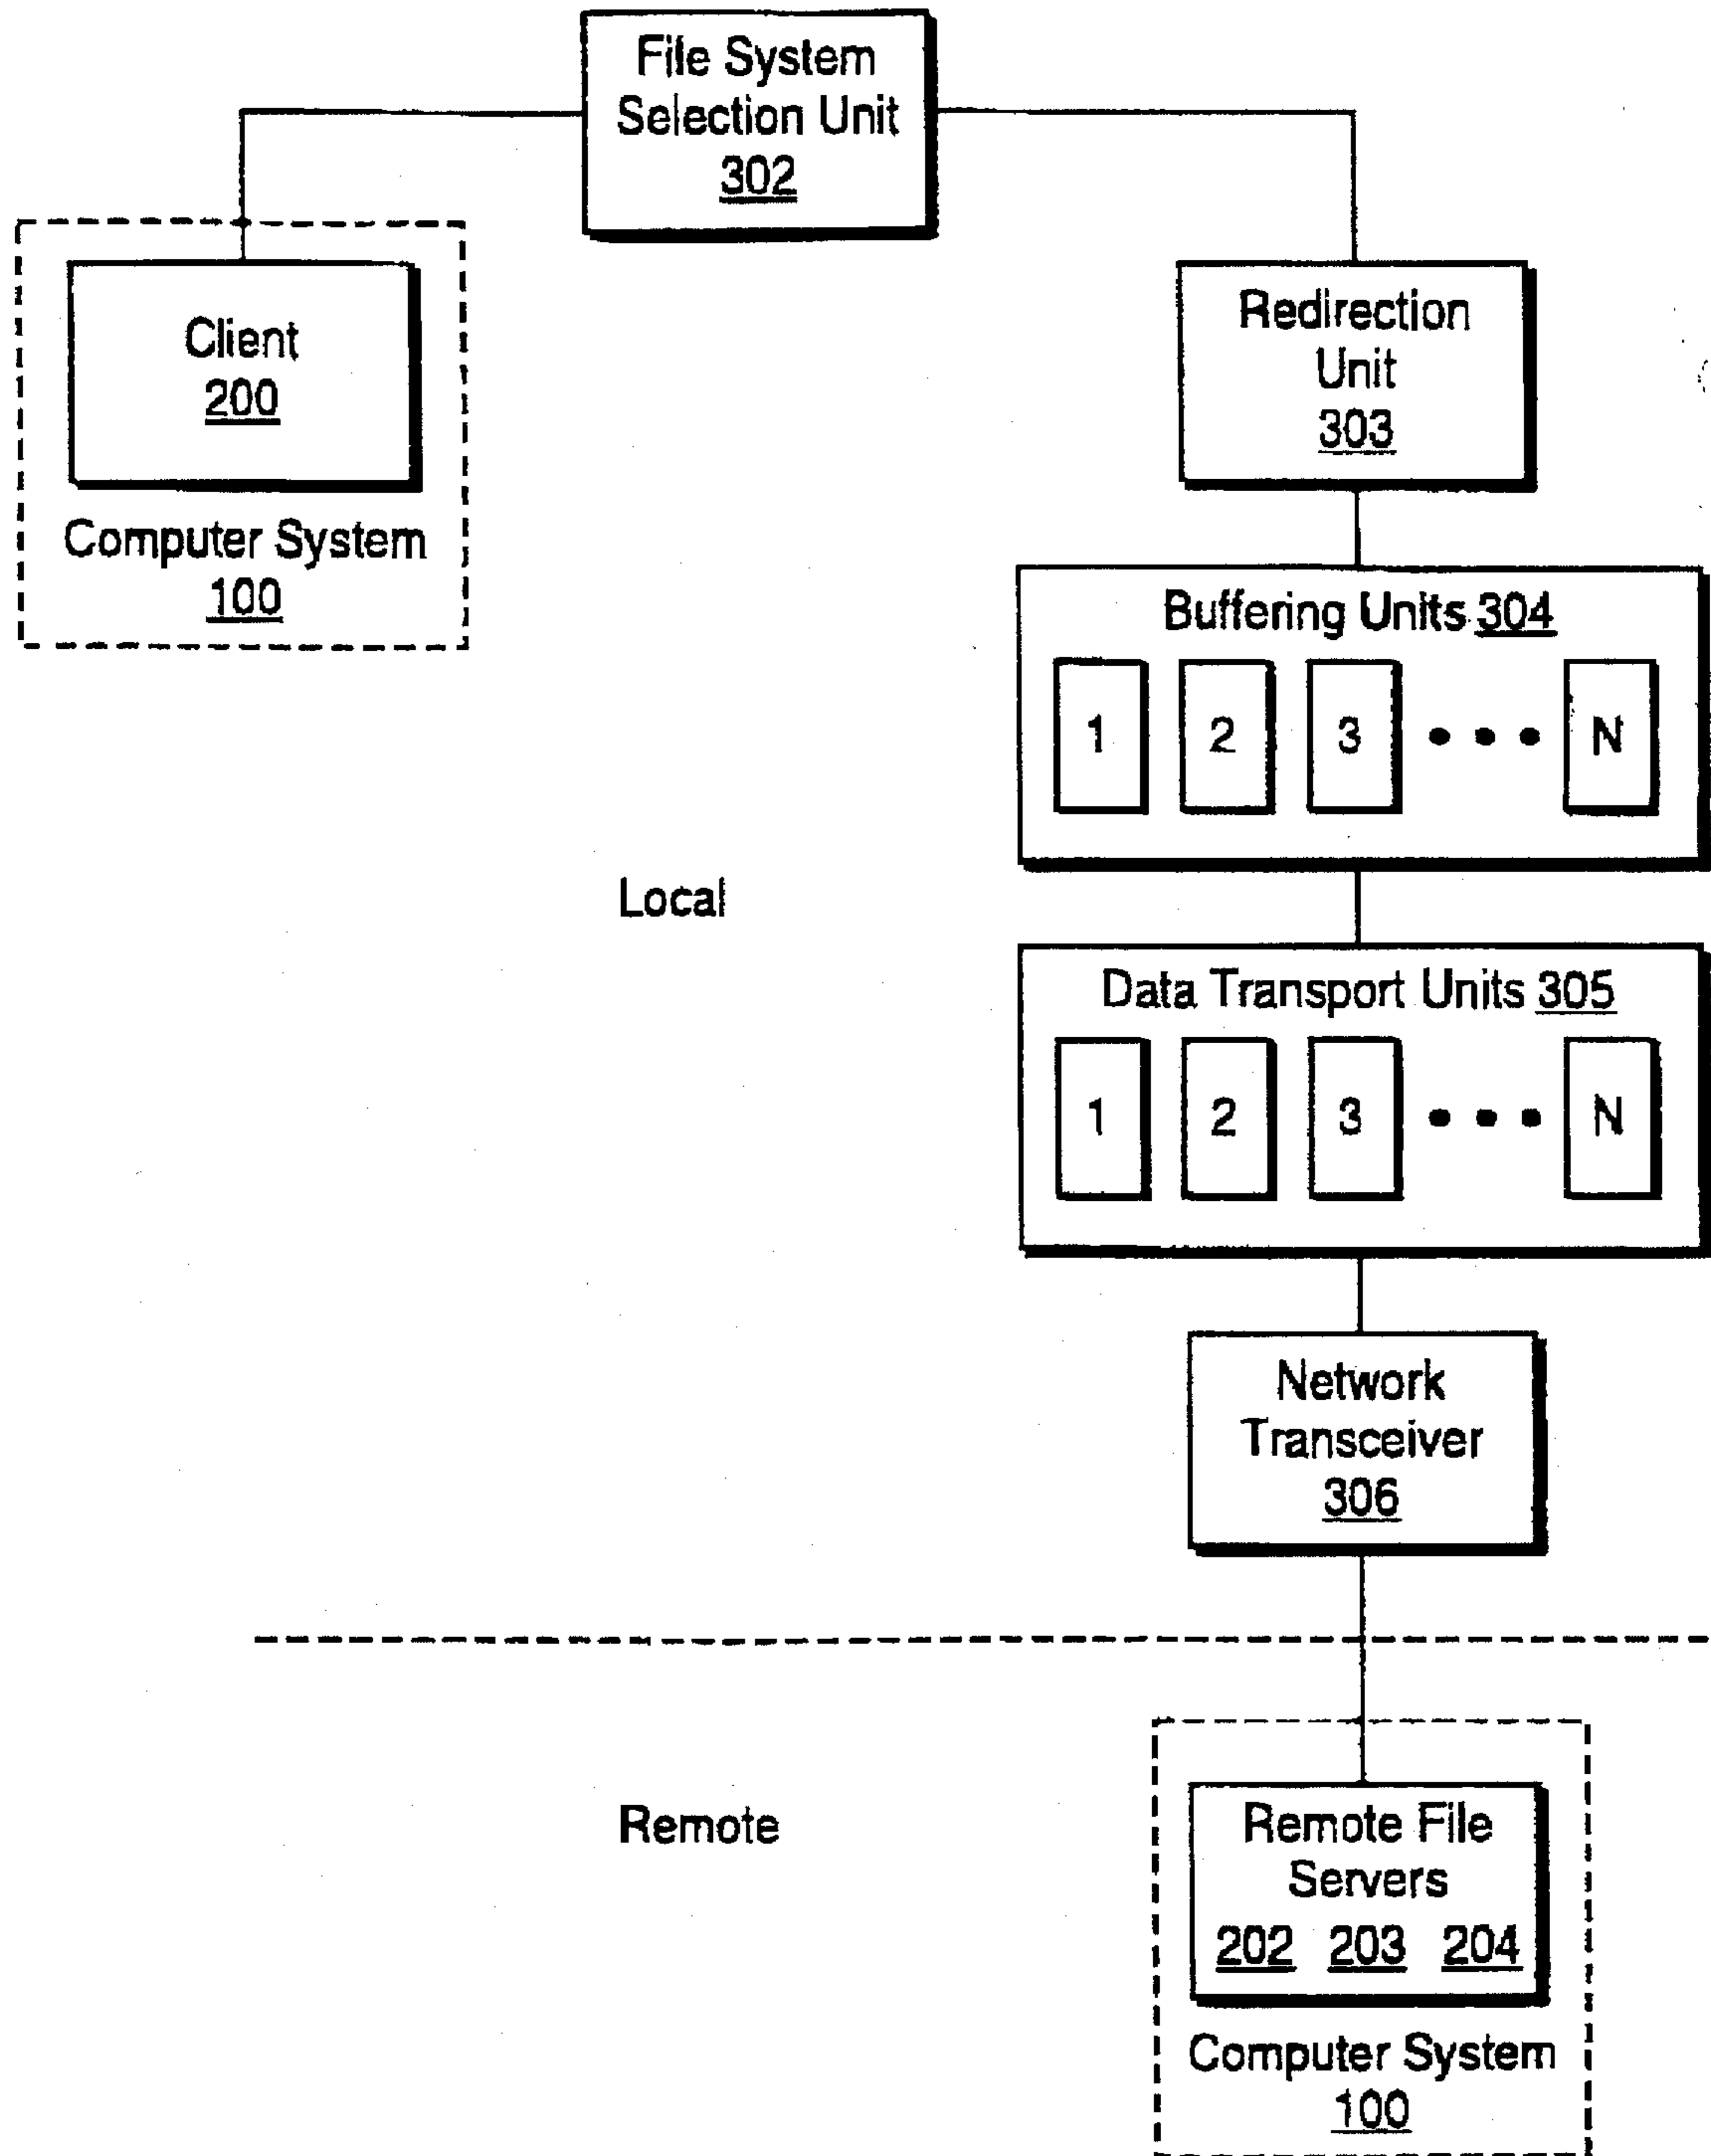 File System
Selection Unit
302
Client
200
Computer System
100
Redirection
Unit
303
Buffering Units 304
1 2 3 • • • N
Local
Data Transport Units 305
1 2 3 • • • N
Network
Transceiver
306
Remote
Remote File
Servers
202 203 204
Computer System
100